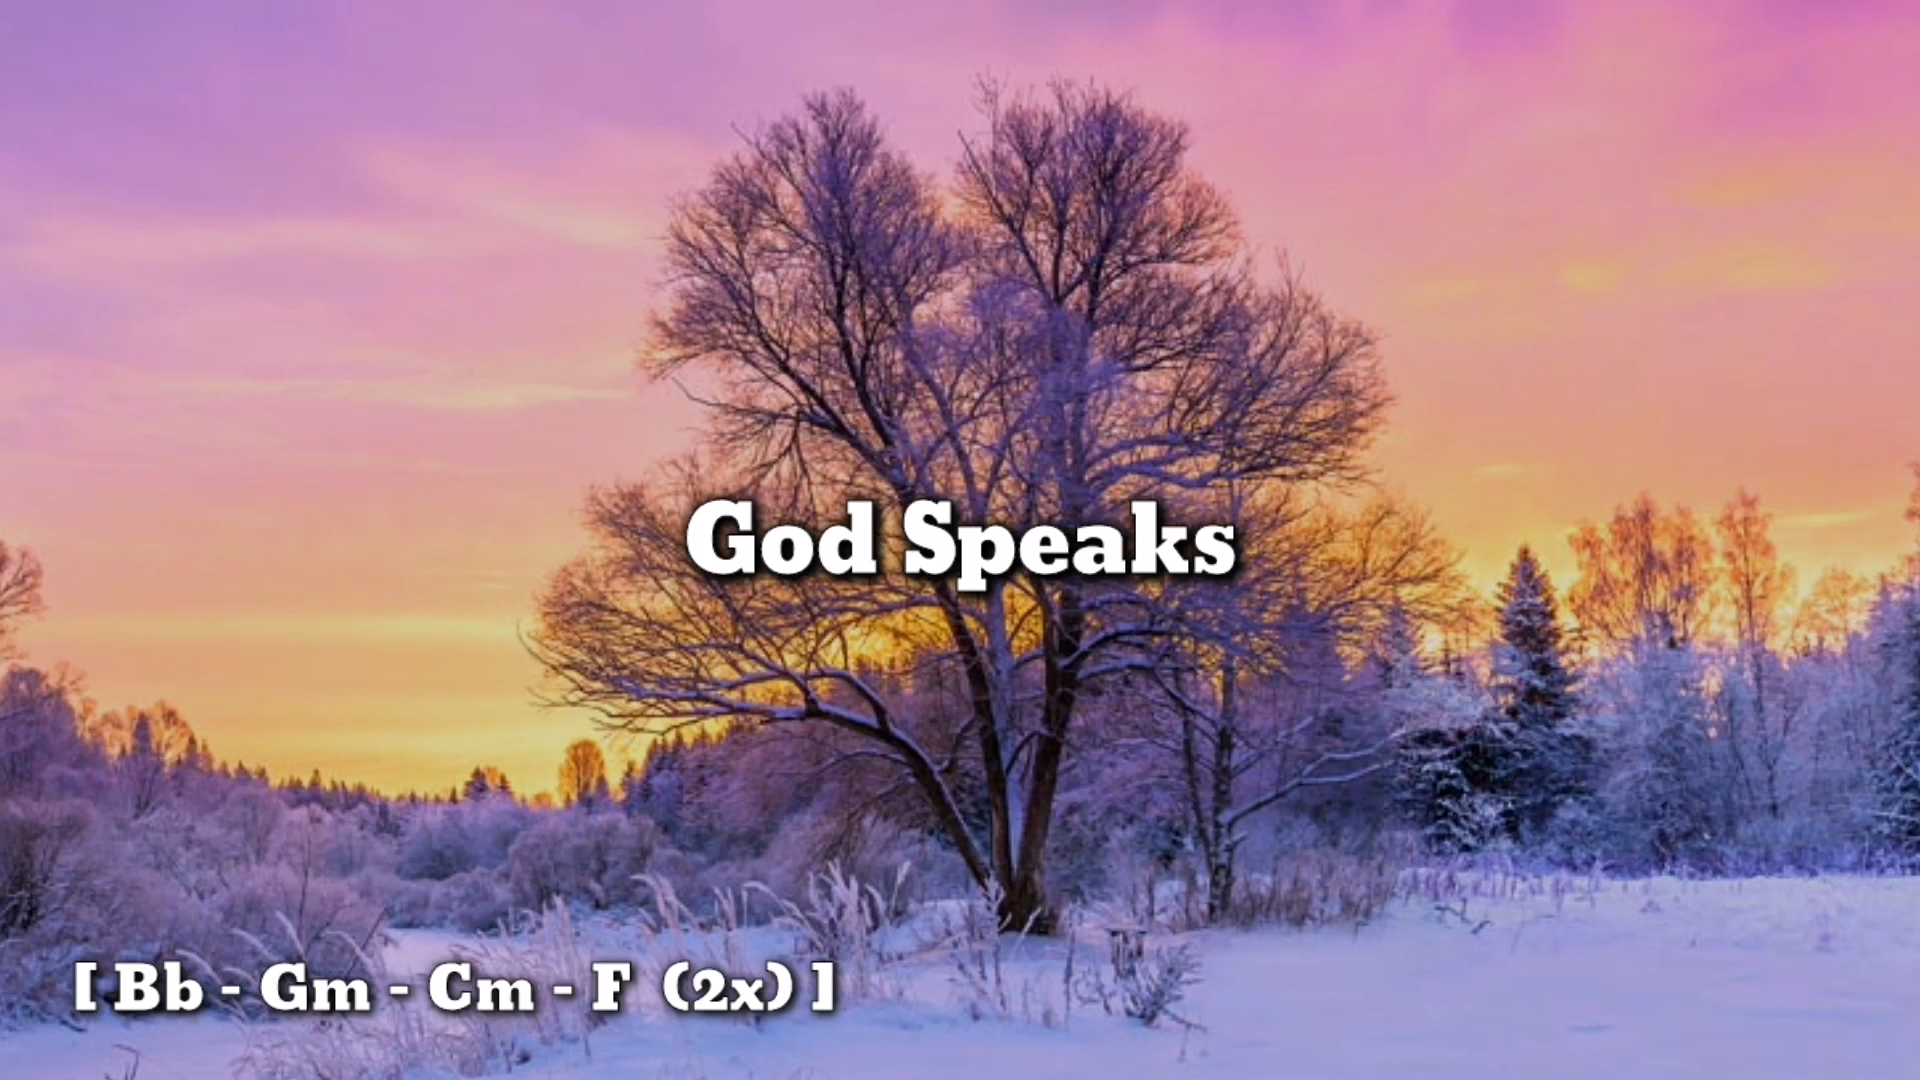 God Speaks
[ Bb - Gm - Cm - F (2x) ]